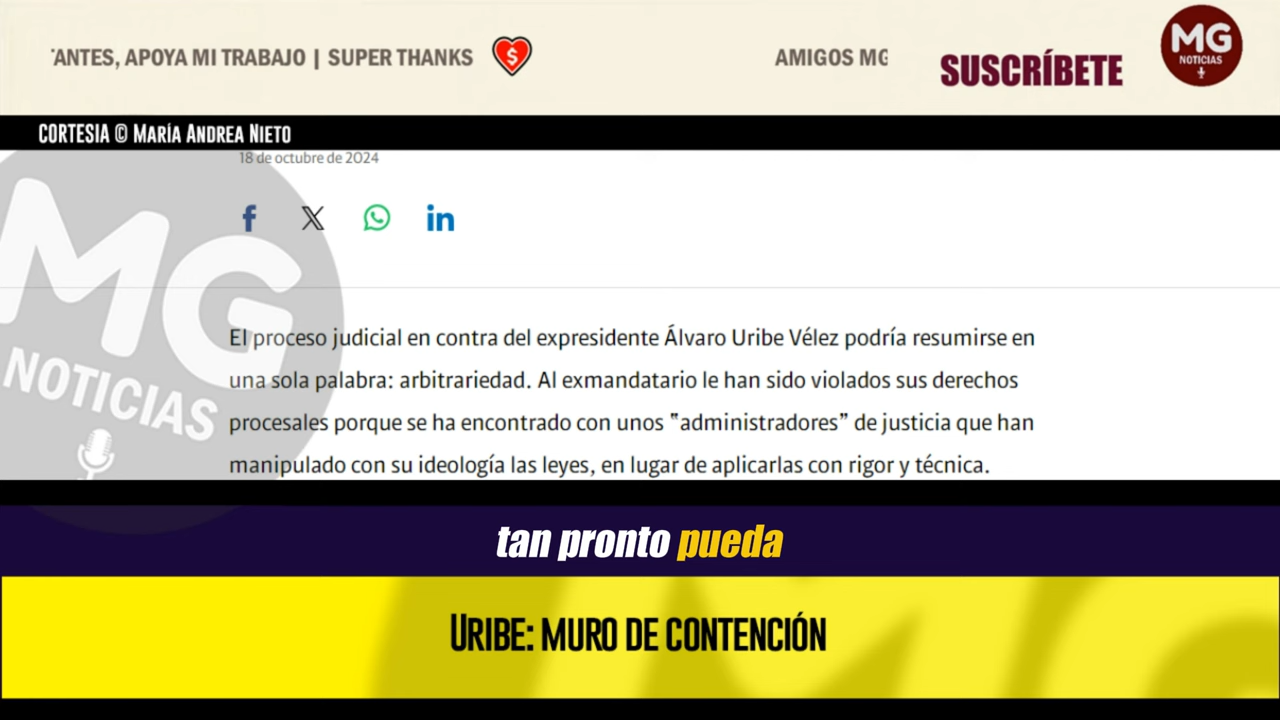 'ANTES, APOYA MI TRABAJO | SUPER THANKS
AMIGOS MG
SUSCRÍBETE
MG
NOTICIAS
CORTESIA © MARÍA ANDREA NIETO
18 de octubre de 2024
MG
NOTICIAS
El proceso judicial en contra del expresidente Álvaro Uribe Vélez podría resumirse en
una sola palabra: arbitrariedad. Al exmandatario le han sido violados sus derechos
procesales porque se ha encontrado con unos “administradores” de justicia que han
manipulado con su ideología las leyes, en lugar de aplicarlas con rigor y técnica.
tan pronto pueda
URIBE: MURO DE CONTENCIÓN